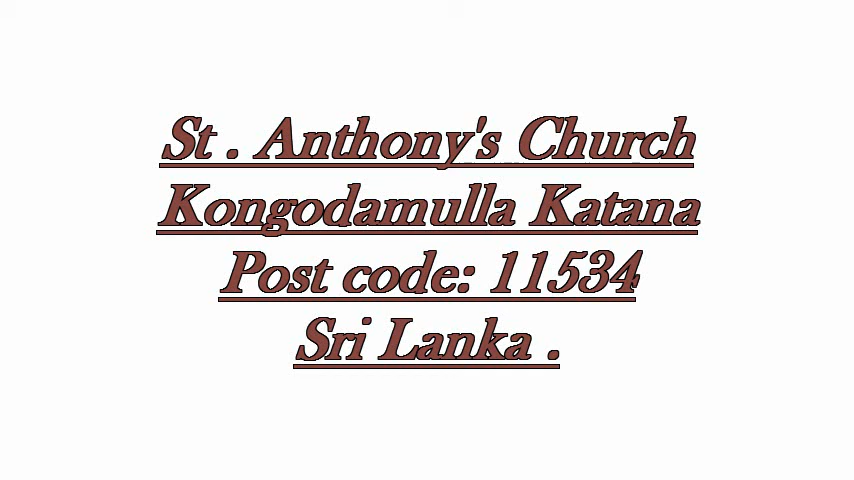 St . Anthony's Church
Kongodamulla Katana
Post code: 11534
Sri Lanka .